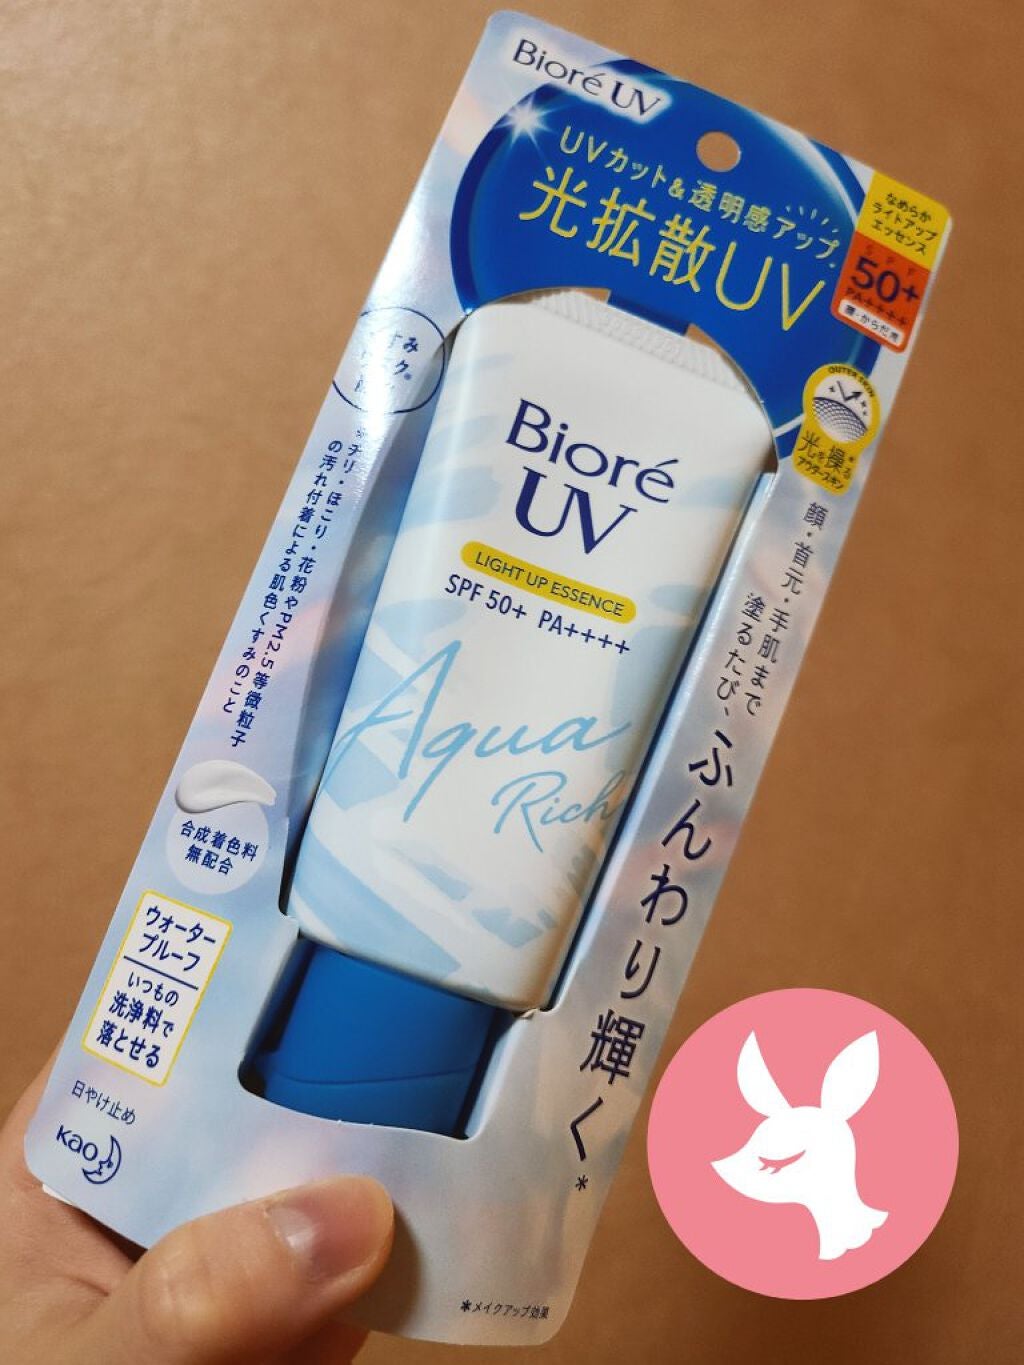 Bioré UV
UVカット&透明感アップ
光拡散UV
なめらか
ライトアップ
エッセンス
SPF
50+
PA++++
顔・からだ用
OUTER SKIN
光を操る*
アウタースキン
Bioré
UV
LIGHT UP ESSENCE
SPF 50+ PA++++
Aqua
Rich
顔・首元・手肌まで
塗るたび、
ふんわり輝く*
チリ・ほこり・花粉やPM2.5等微粒子
の汚れ付着による肌色くすみのこと
合成着色料
無配合
ウォーター
プルーフ
いつもの
洗浄料で
落とせる
日やけ止め
kao
*メイクアップ効果